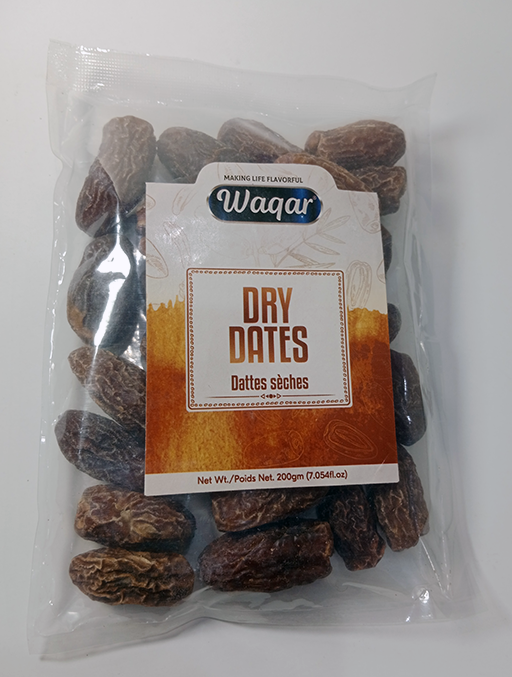 MAKING LIFE FLAVORFUL
Waqar
DRY
DATES
Dattes sèches
Net Wt./Poids Net. 200gm (7.054fl.oz)